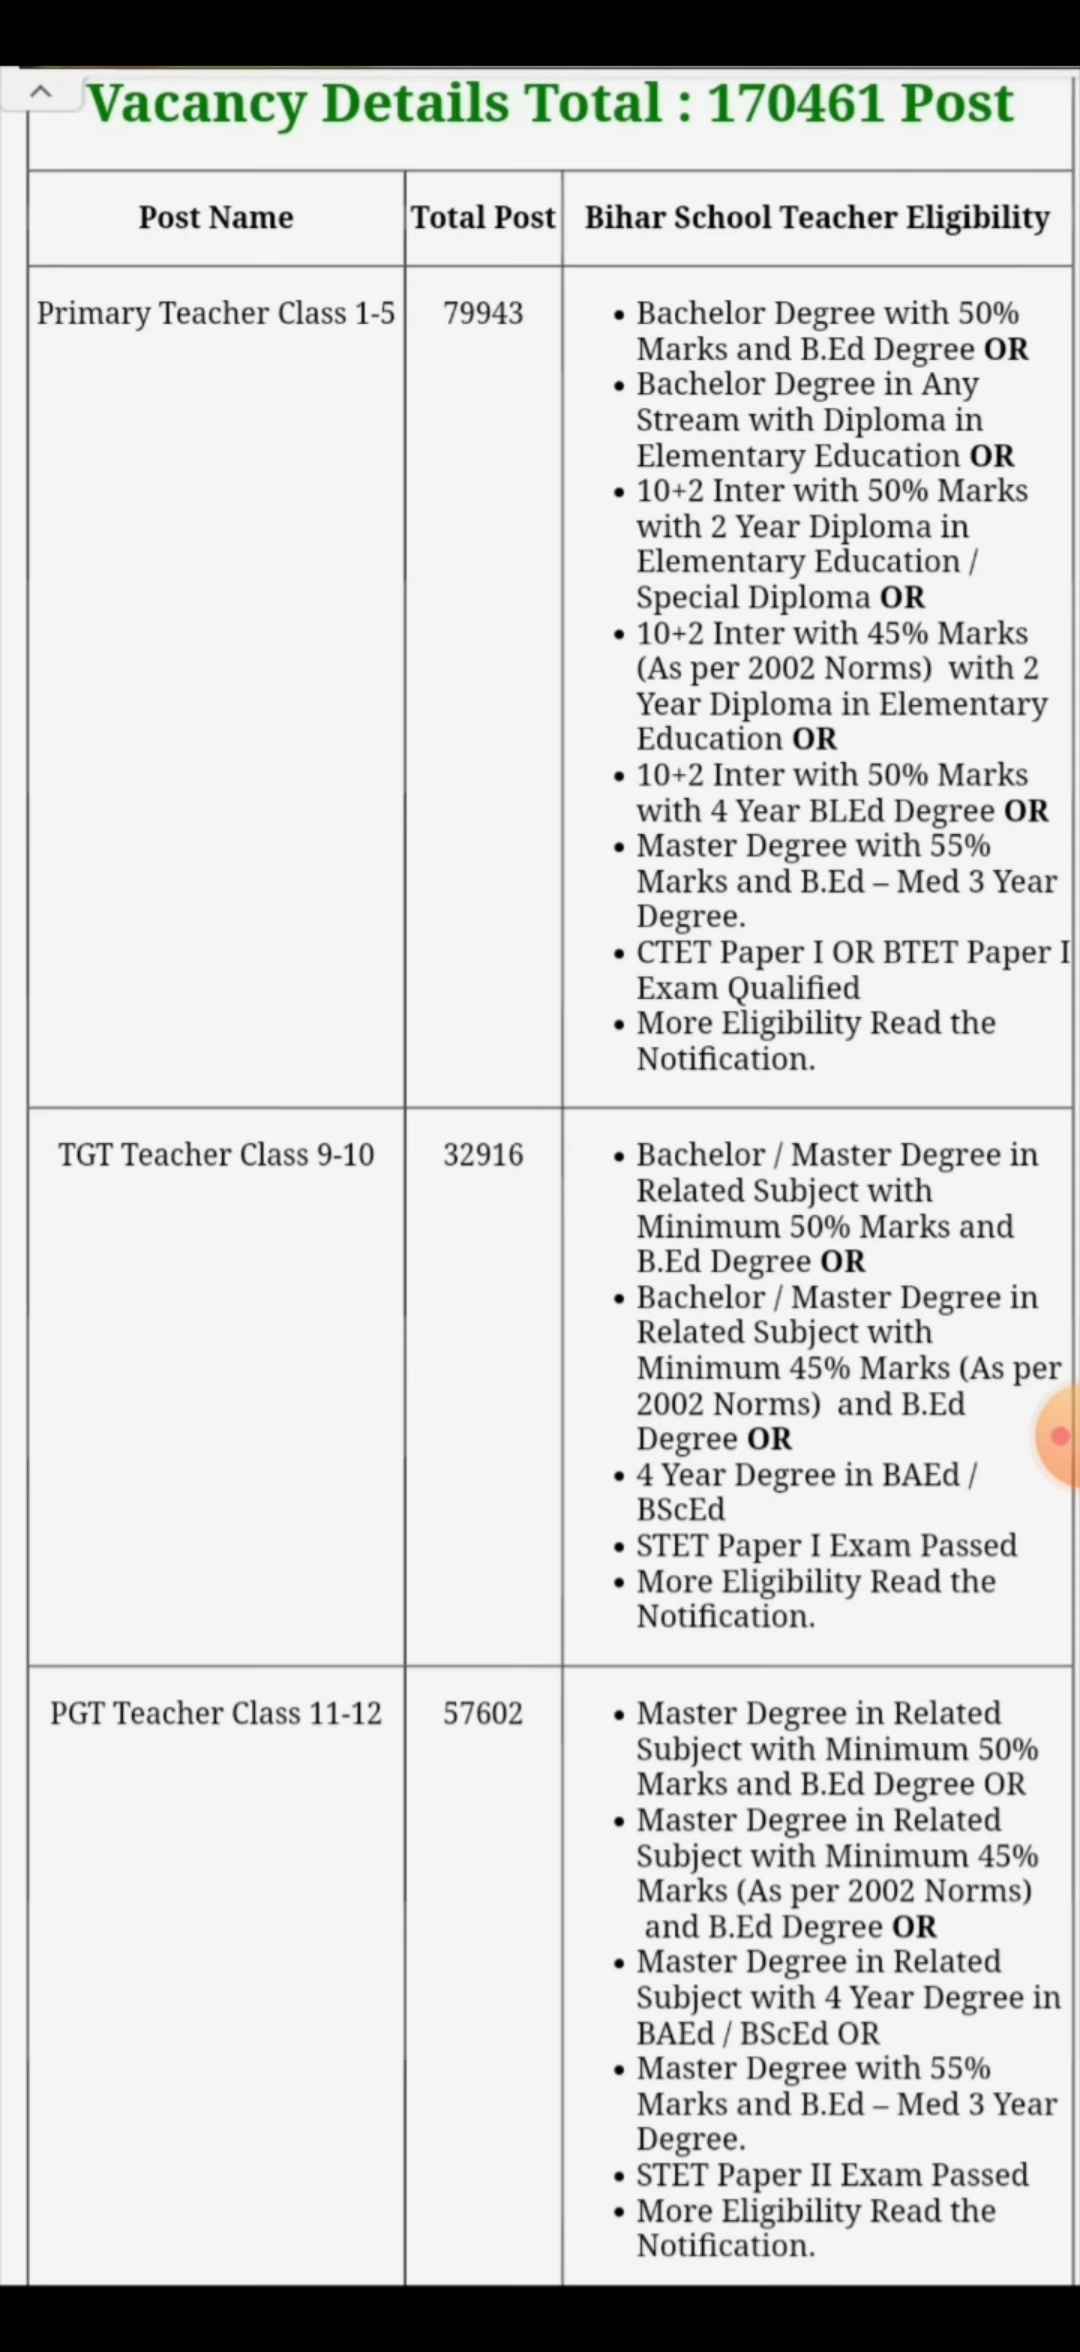 Vacancy Details Total : 170461 Post
Post Name
Total Post
Bihar School Teacher Eligibility
Primary Teacher Class 1-5
79943
• Bachelor Degree with 50%
Marks and B.Ed Degree OR
• Bachelor Degree in Any
Stream with Diploma in
Elementary Education OR
• 10+2 Inter with 50% Marks
with 2 Year Diploma in
Elementary Education /
Special Diploma OR
• 10+2 Inter with 45% Marks
(As per 2002 Norms)  with 2
Year Diploma in Elementary
Education OR
• 10+2 Inter with 50% Marks
with 4 Year BLEd Degree OR
• Master Degree with 55%
Marks and B.Ed – Med 3 Year
Degree.
• CTET Paper I OR BTET Paper I
Exam Qualified
• More Eligibility Read the
Notification.
TGT Teacher Class 9-10
32916
• Bachelor / Master Degree in
Related Subject with
Minimum 50% Marks and
B.Ed Degree OR
• Bachelor / Master Degree in
Related Subject with
Minimum 45% Marks (As per
2002 Norms)  and B.Ed
Degree OR
• 4 Year Degree in BAEd /
BScEd
• STET Paper I Exam Passed
• More Eligibility Read the
Notification.
PGT Teacher Class 11-12
57602
• Master Degree in Related
Subject with Minimum 50%
Marks and B.Ed Degree OR
• Master Degree in Related
Subject with Minimum 45%
Marks (As per 2002 Norms)
and B.Ed Degree OR
• Master Degree in Related
Subject with 4 Year Degree in
BAEd / BScEd OR
• Master Degree with 55%
Marks and B.Ed – Med 3 Year
Degree.
• STET Paper II Exam Passed
• More Eligibility Read the
Notification.